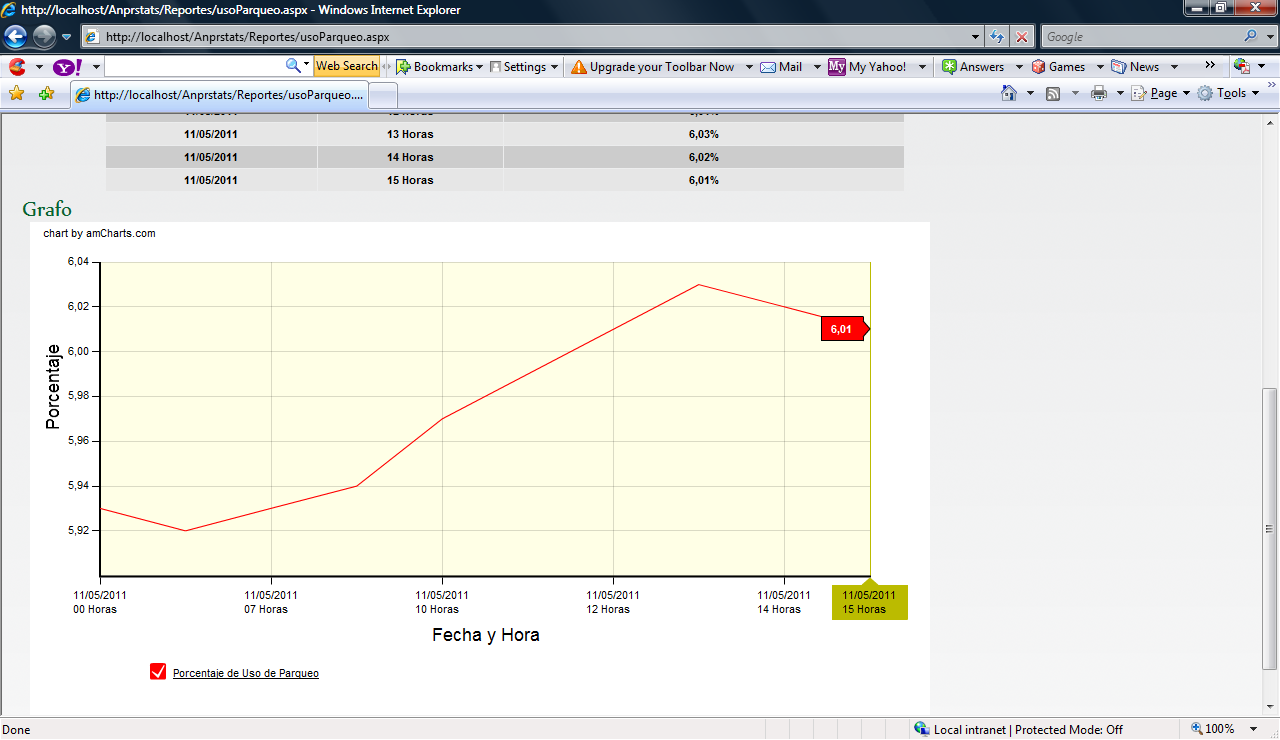 http://localhost/Anprstats/Reportes/usoParqueo.aspx - Windows Internet Explorer
http://localhost/Anprstats/Reportes/usoParqueo.aspx
Google
Y!
Web Search
Bookmarks
Settings
Upgrade your Toolbar Now
Mail
My
My Yahoo!
Answers
Games
News
»
http://localhost/Anprstats/Reportes/usoParqueo....
Page
Tools
»
11/05/2011 13 Horas 6,03%
11/05/2011 14 Horas 6,02%
11/05/2011 15 Horas 6,01%
Grafo
chart by amCharts.com
6,04
6,02
6,00
5,98
5,96
5,94
5,92
Porcentaje
6,01
11/05/2011 11/05/2011 11/05/2011 11/05/2011 11/05/2011 11/05/2011
00 Horas 07 Horas 10 Horas 12 Horas 14 Horas 15 Horas
Fecha y Hora
Porcentaje de Uso de Parqueo
Done
Local intranet | Protected Mode: Off
100%